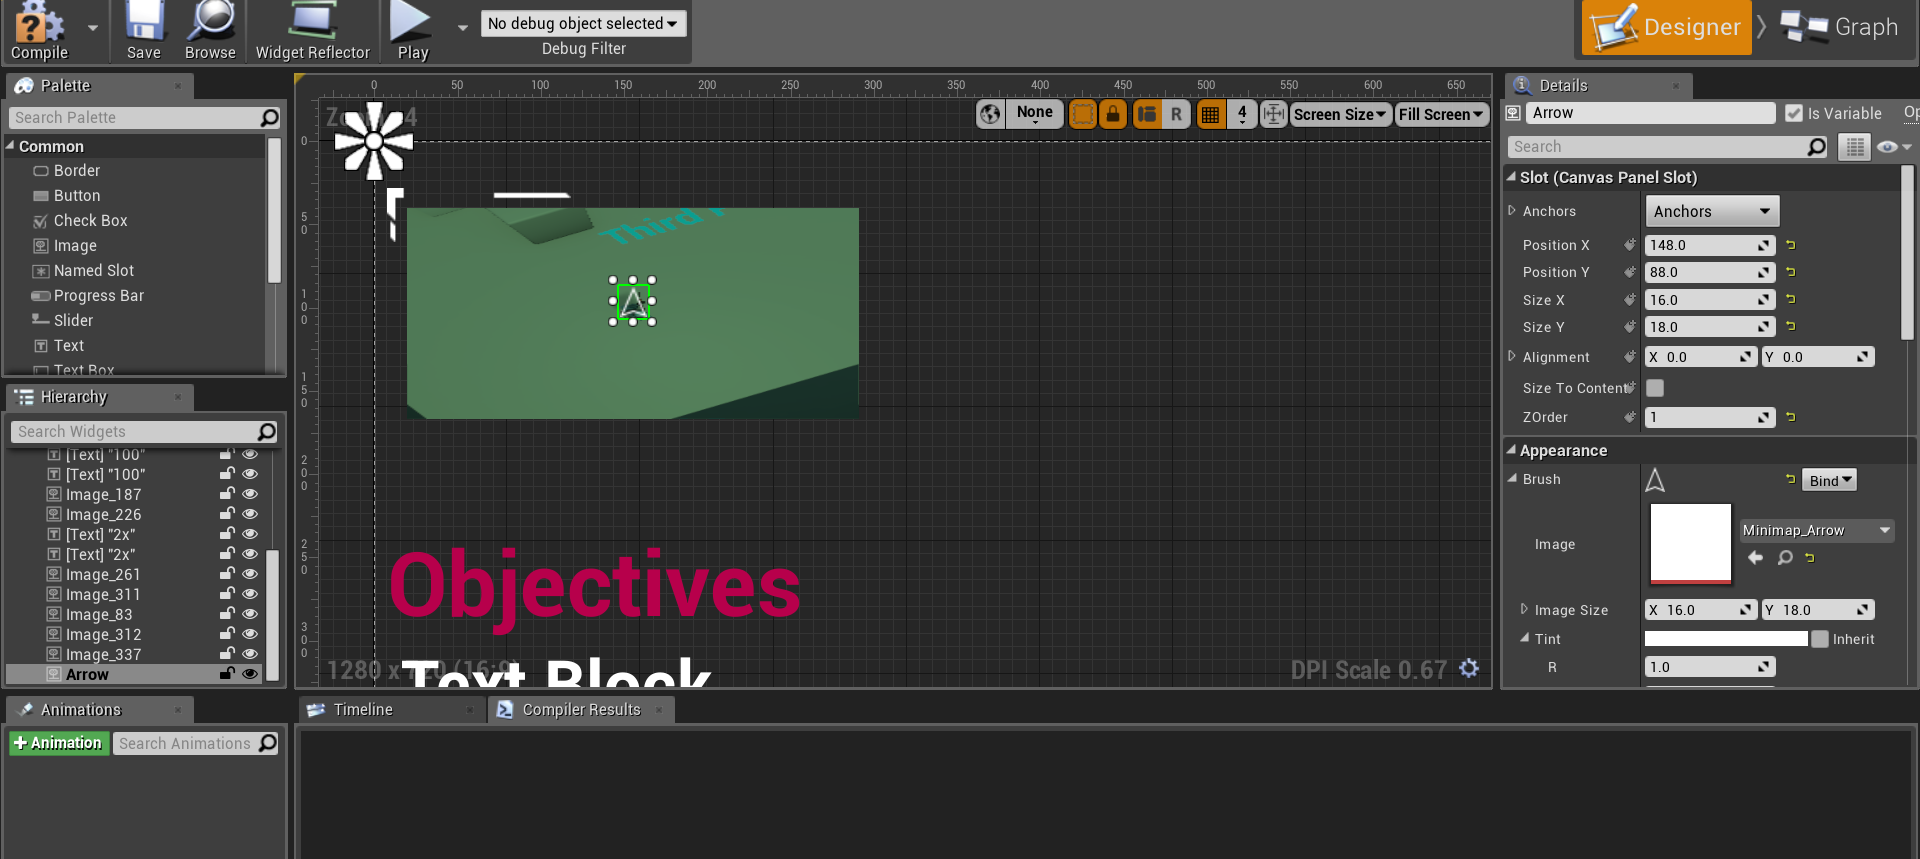 Compile
Save
Browse
Widget Reflector
Play
No debug object selected
Debug Filter
Designer
Graph
Palette
Search Palette
Common
Border
Button
Check Box
Image
Named Slot
Progress Bar
Slider
Text
Text Box
Hierarchy
Search Widgets
[Text] "100"
[Text] "100"
Image_187
Image_226
[Text] "2x"
[Text] "2x"
Image_261
Image_311
Image_83
Image_312
Image_337
Arrow
Animations
+ Animation
Search Animations
0 50 100 150 200 250 300 350 400 450 500 550 600 650
0
50
100
150
200
250
300
None
R
4
Screen Size
Fill Screen
Third
Objectives
Text Block
1280 x 720 (16:9)
DPI Scale 0.67
Timeline
Compiler Results
Details
Arrow
Is Variable
Search
Slot (Canvas Panel Slot)
Anchors
Anchors
Position X
148.0
Position Y
88.0
Size X
16.0
Size Y
18.0
Alignment
X 0.0
Y 0.0
Size To Content
ZOrder
1
Appearance
Brush
Bind
Image
Minimap_Arrow
Image Size
X 16.0
Y 18.0
Tint
Inherit
R
1.0